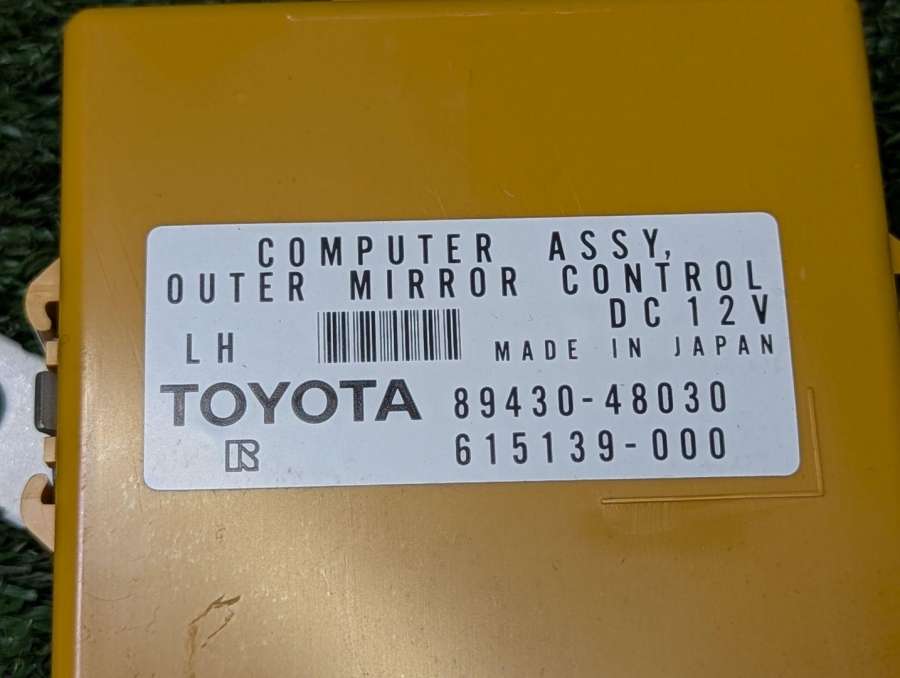 COMPUTER ASSY,
OUTER MIRROR CONTROL
DC 12V
LH MADE IN JAPAN
TOYOTA 89430-48030
R 615139-000